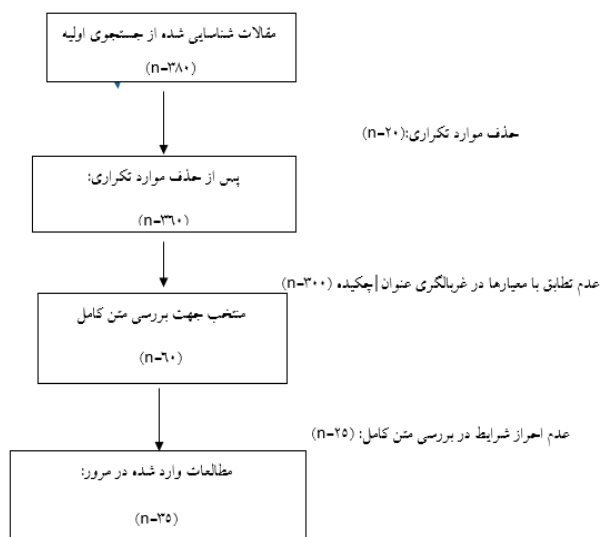 مقالات شناسایی شده از جستجوی اولیه
(n-۳۸۰)
حذف موارد تکراری:(n-۲۰)
پس از حذف موارد تکراری:
(n-۳۶۰)
عدم تطابق با معیارها در غربالگری عنوان|چکیده (n-۳۰۰)
منتخب جهت بررسی متن کامل
(n-٦۰)
عدم احراز شرایط در بررسی متن کامل: (n-۲۵)
مطالعات وارد شده در مرور:
(n-۳۵)